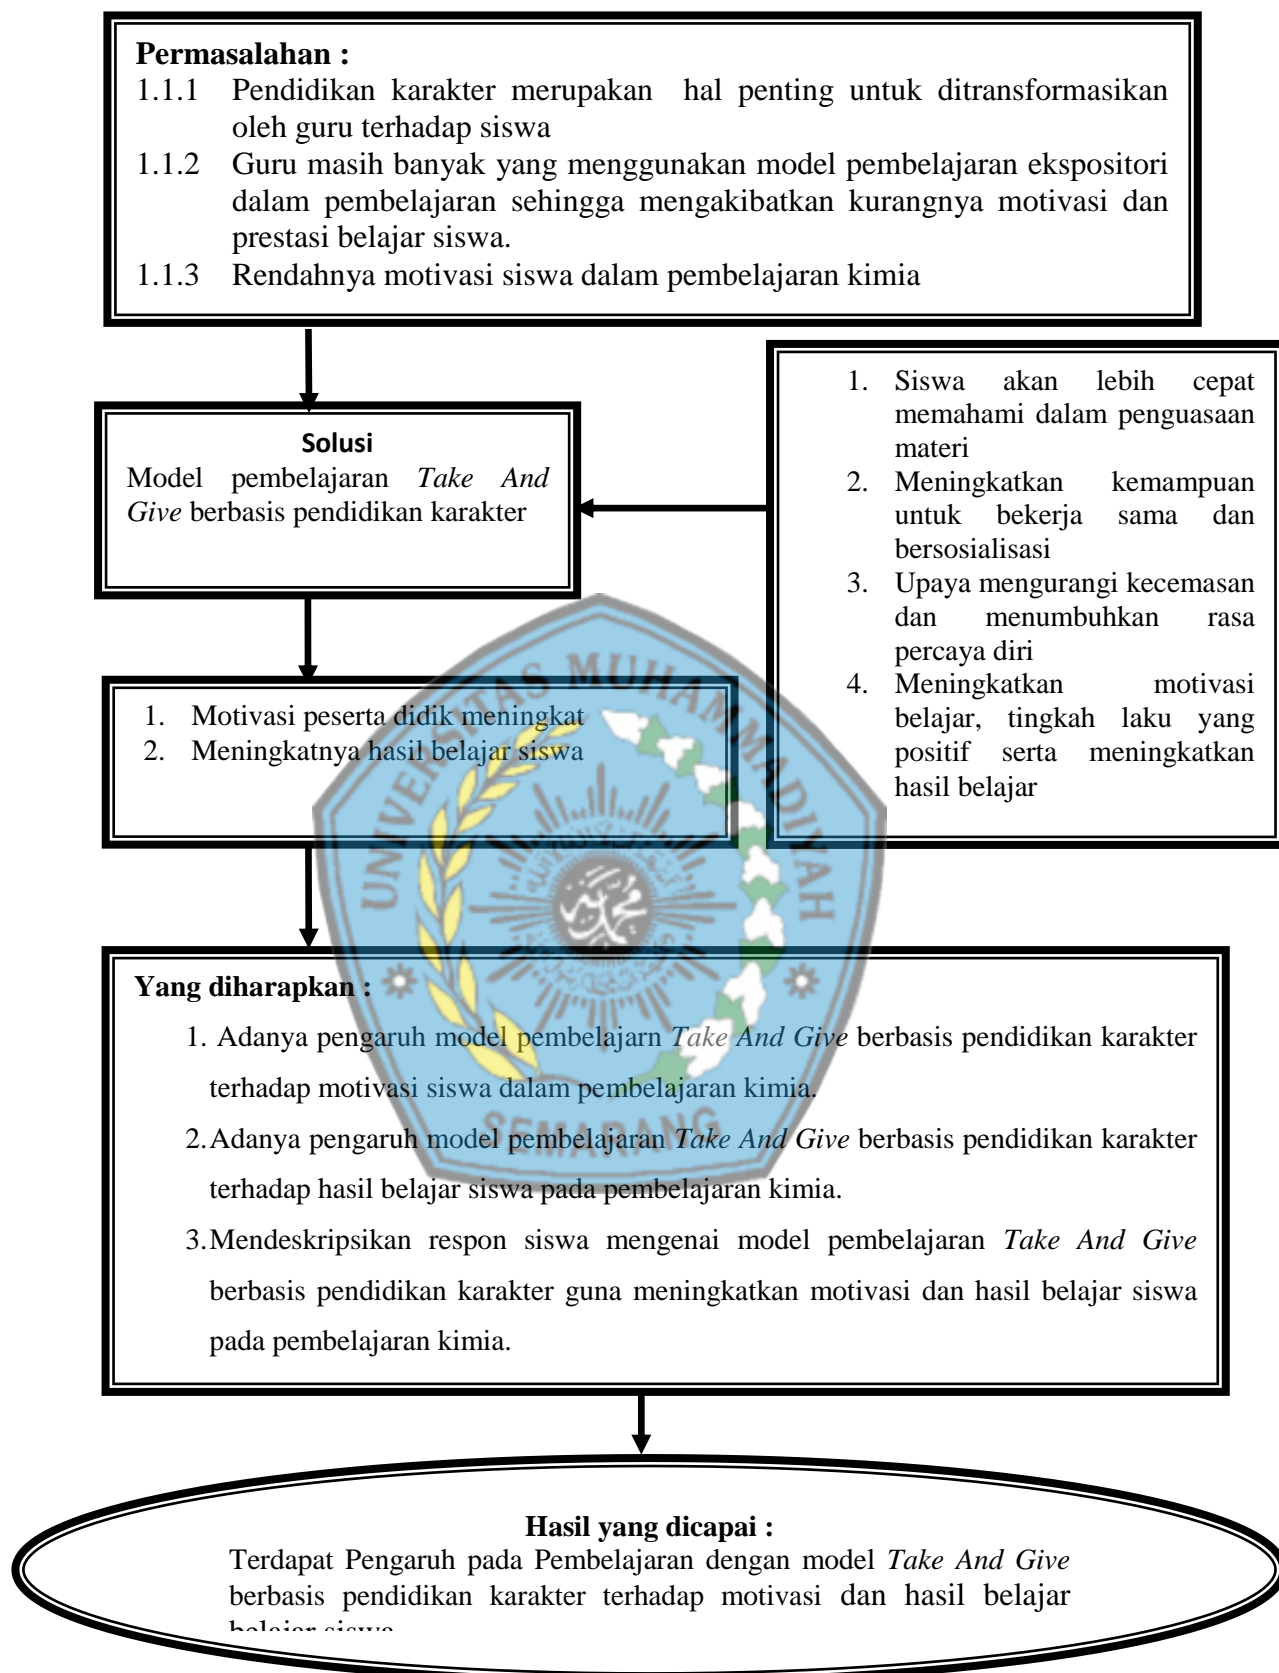 Permasalahan :
1.1.1 Pendidikan karakter merupakan hal penting untuk ditransformasikan
oleh guru terhadap siswa
1.1.2 Guru masih banyak yang menggunakan model pembelajaran ekspositori
dalam pembelajaran sehingga mengakibatkan kurangnya motivasi dan
prestasi belajar siswa.
1.1.3 Rendahnya motivasi siswa dalam pembelajaran kimia
Solusi
Model pembelajaran Take And
Give berbasis pendidikan karakter
1. Siswa akan lebih cepat
memahami dalam penguasaan
materi
2. Meningkatkan kemampuan
untuk bekerja sama dan
bersosialisasi
3. Upaya mengurangi kecemasan
dan menumbuhkan rasa
percaya diri
4. Meningkatkan motivasi
belajar, tingkah laku yang
positif serta meningkatkan
hasil belajar
1. Motivasi peserta didik meningkat
2. Meningkatnya hasil belajar siswa
UNIVERSITAS MUHAMMADIYAH
SEMARANG
Yang diharapkan :
1. Adanya pengaruh model pembelajarn Take And Give berbasis pendidikan karakter
terhadap motivasi siswa dalam pembelajaran kimia.
2. Adanya pengaruh model pembelajaran Take And Give berbasis pendidikan karakter
terhadap hasil belajar siswa pada pembelajaran kimia.
3. Mendeskripsikan respon siswa mengenai model pembelajaran Take And Give
berbasis pendidikan karakter guna meningkatkan motivasi dan hasil belajar siswa
pada pembelajaran kimia.
Hasil yang dicapai :
Terdapat Pengaruh pada Pembelajaran dengan model Take And Give
berbasis pendidikan karakter terhadap motivasi dan hasil belajar
belajar siswa